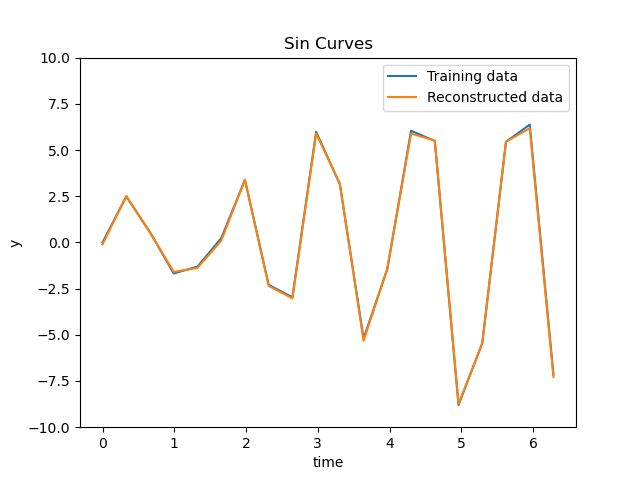 Sin Curves
Training data
Reconstructed data
10.0
7.5
5.0
2.5
0.0
−2.5
−5.0
−7.5
−10.0
y
0 1 2 3 4 5 6
time